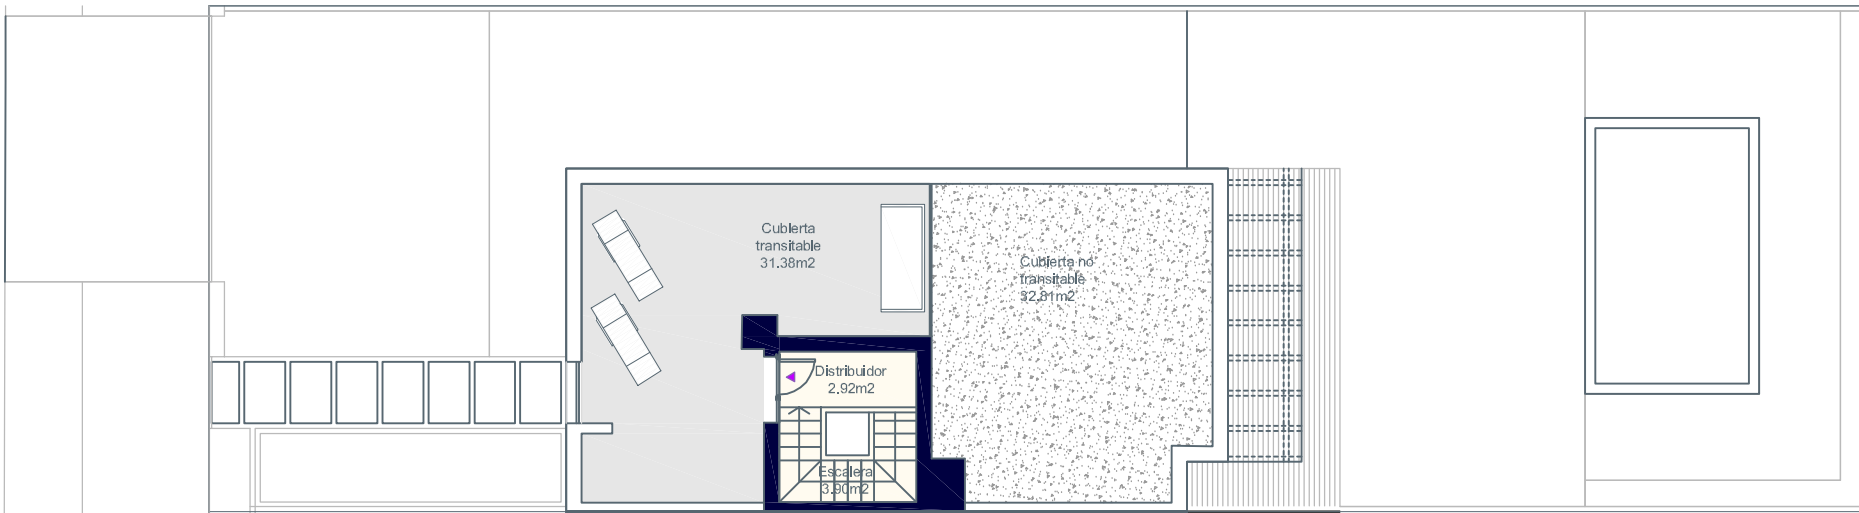 Cubierta
transitable
31.38m2
Cubierta no
transitable
32.81m2
Distribuidor
2.92m2
Escalera
3.90m2